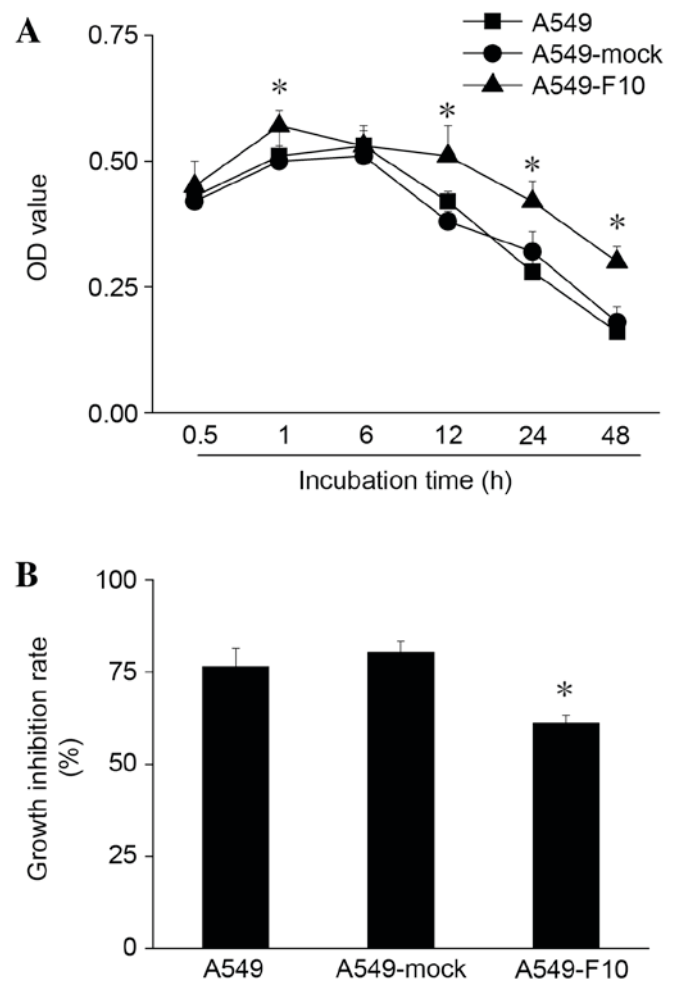 A
0.75
A549
A549-mock
A549-F10
*
*
0.50
*
*
OD value
0.25
0.00
0.5 1 6 12 24 48
Incubation time (h)
B
100
75
*
Growth inhibition rate
(%)
50
25
0
A549 A549-mock A549-F10